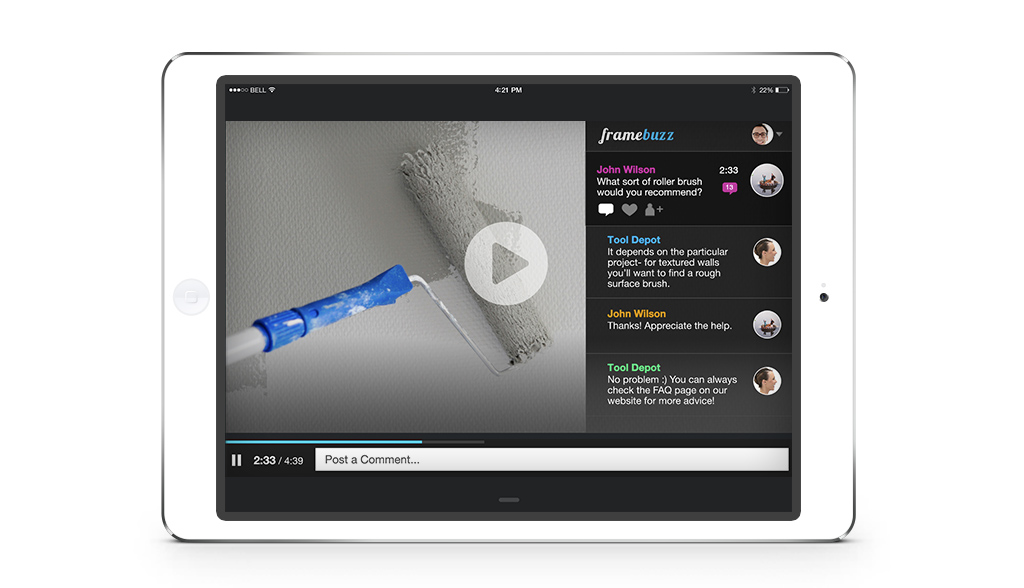 BELL
4:21 PM
22%
framebuzz
John Wilson
2:33
What sort of roller brush
would you recommend?
13
Tool Depot
It depends on the particular
project- for textured walls
you'll want to find a rough
surface brush.
John Wilson
Thanks! Appreciate the help.
Tool Depot
No problem :) You can always
check the FAQ page on our
website for more advice!
2:33 / 4:39
Post a Comment...